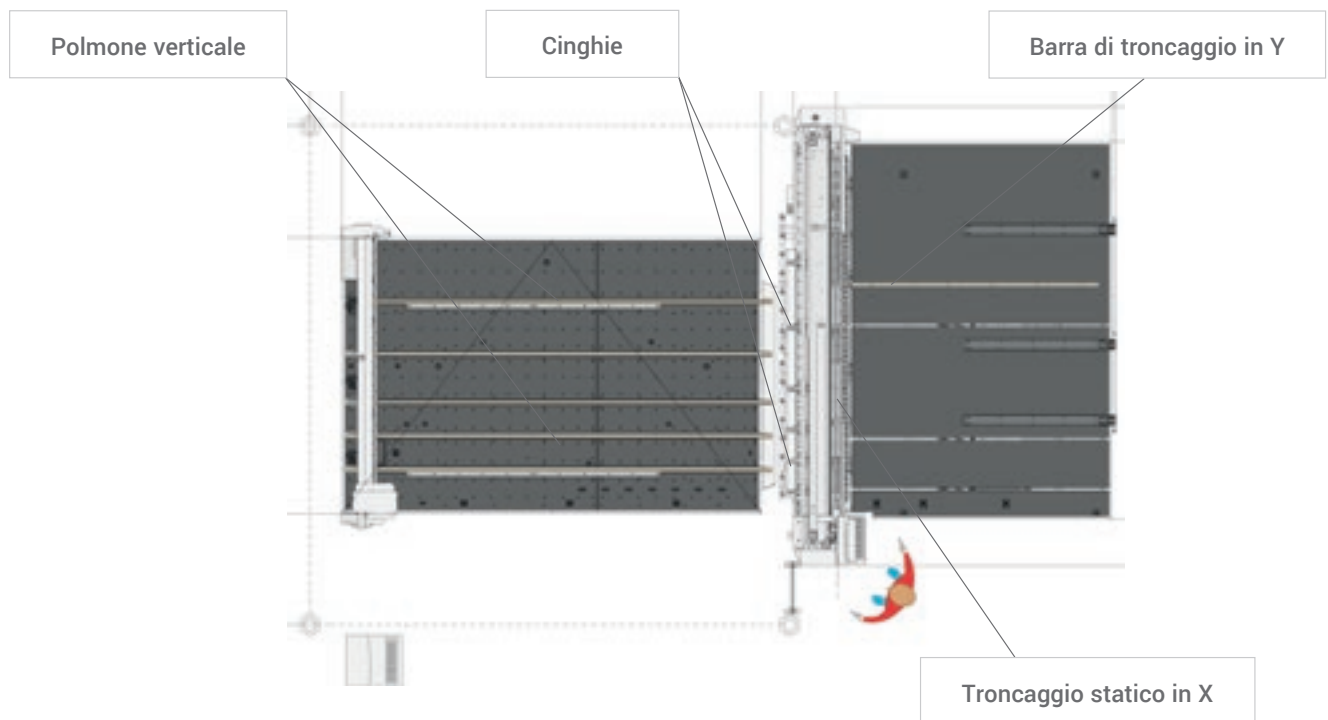 Polmone verticale
Cinghie
Barra di troncaggio in Y
Troncaggio statico in X